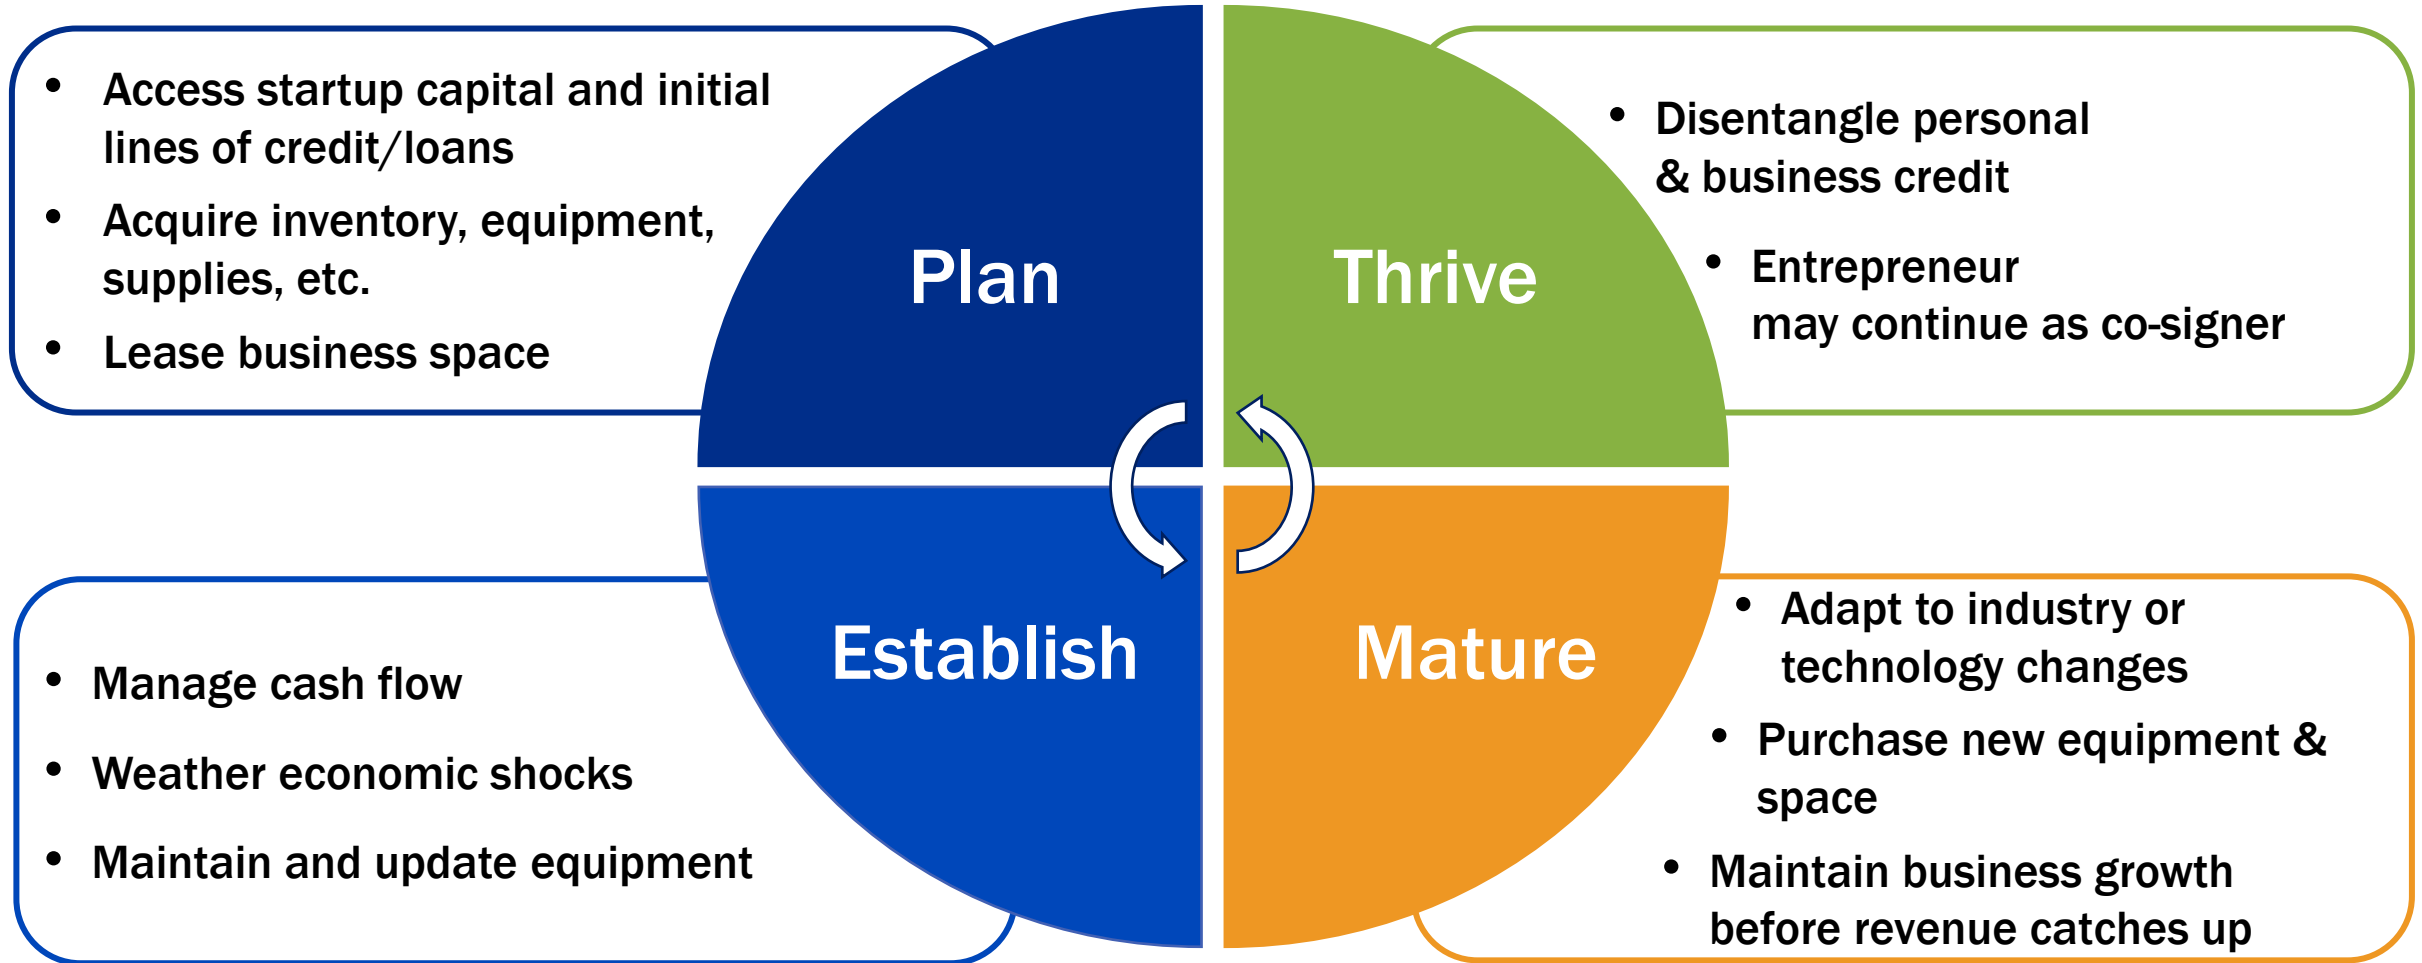 • Access startup capital and initial
lines of credit/loans
• Acquire inventory, equipment,
supplies, etc.
• Lease business space
Plan
Thrive
• Disentangle personal
& business credit
• Entrepreneur
may continue as co-signer
• Manage cash flow
• Weather economic shocks
• Maintain and update equipment
Establish
Mature
• Adapt to industry or
technology changes
• Purchase new equipment &
space
• Maintain business growth
before revenue catches up